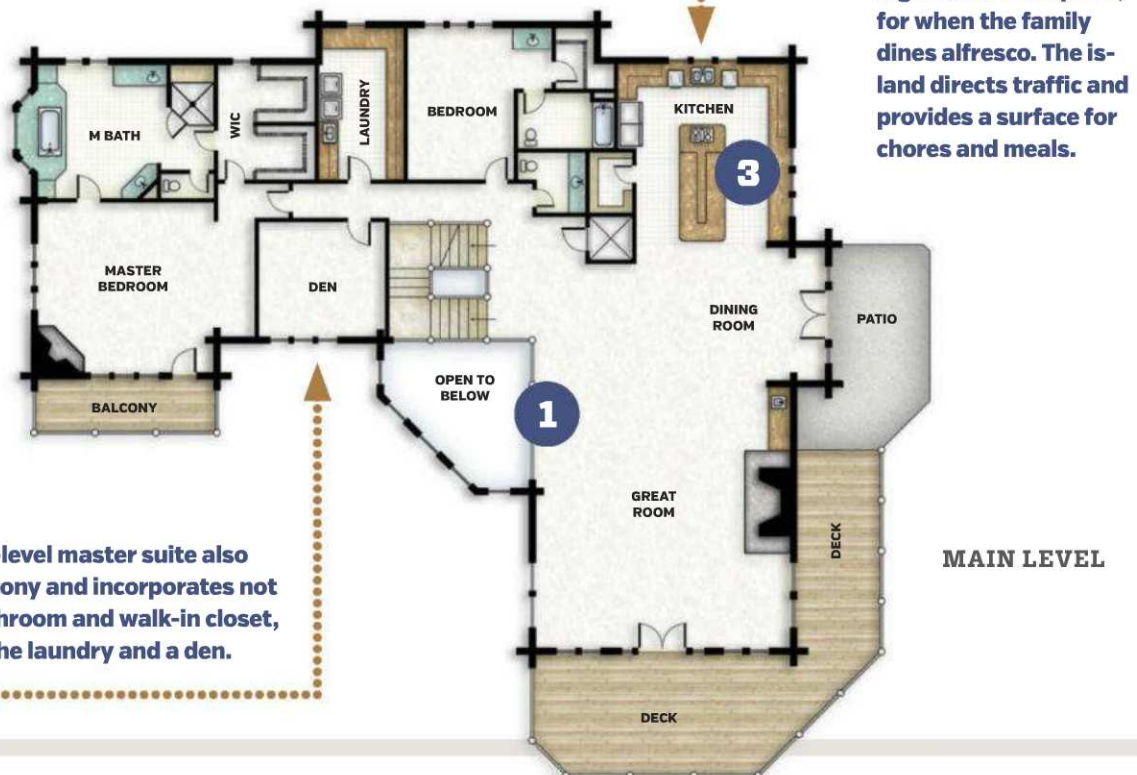 for when the family
dines alfresco. The is-
land directs traffic and
provides a surface for
chores and meals.
M BATH
WIC
LAUNDRY
BEDROOM
KITCHEN
3
MASTER
BEDROOM
DEN
DINING
ROOM
PATIO
OPEN TO
BELOW
1
BALCONY
GREAT
ROOM
DECK
MAIN LEVEL
level master suite also
ony and incorporates not
hroom and walk-in closet,
he laundry and a den.
DECK